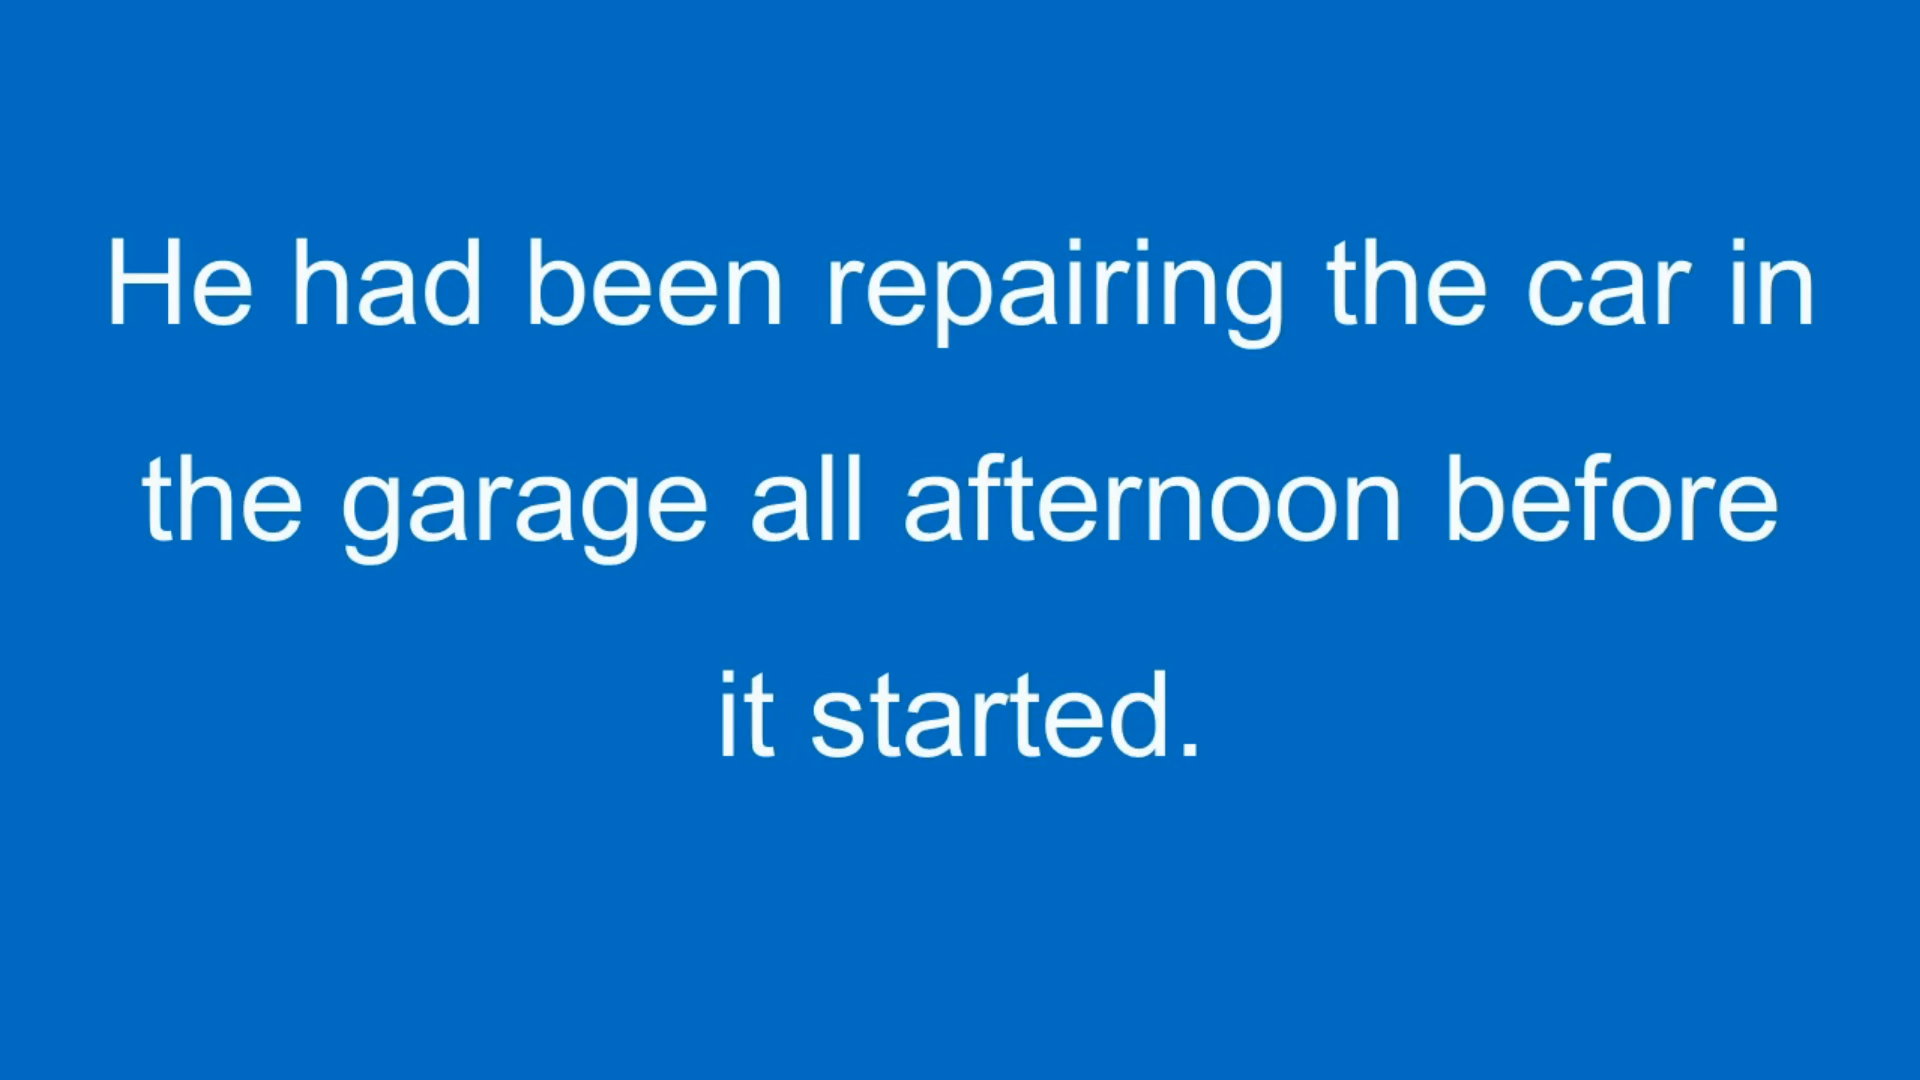 He had been repairing the car in
the garage all afternoon before
it started.